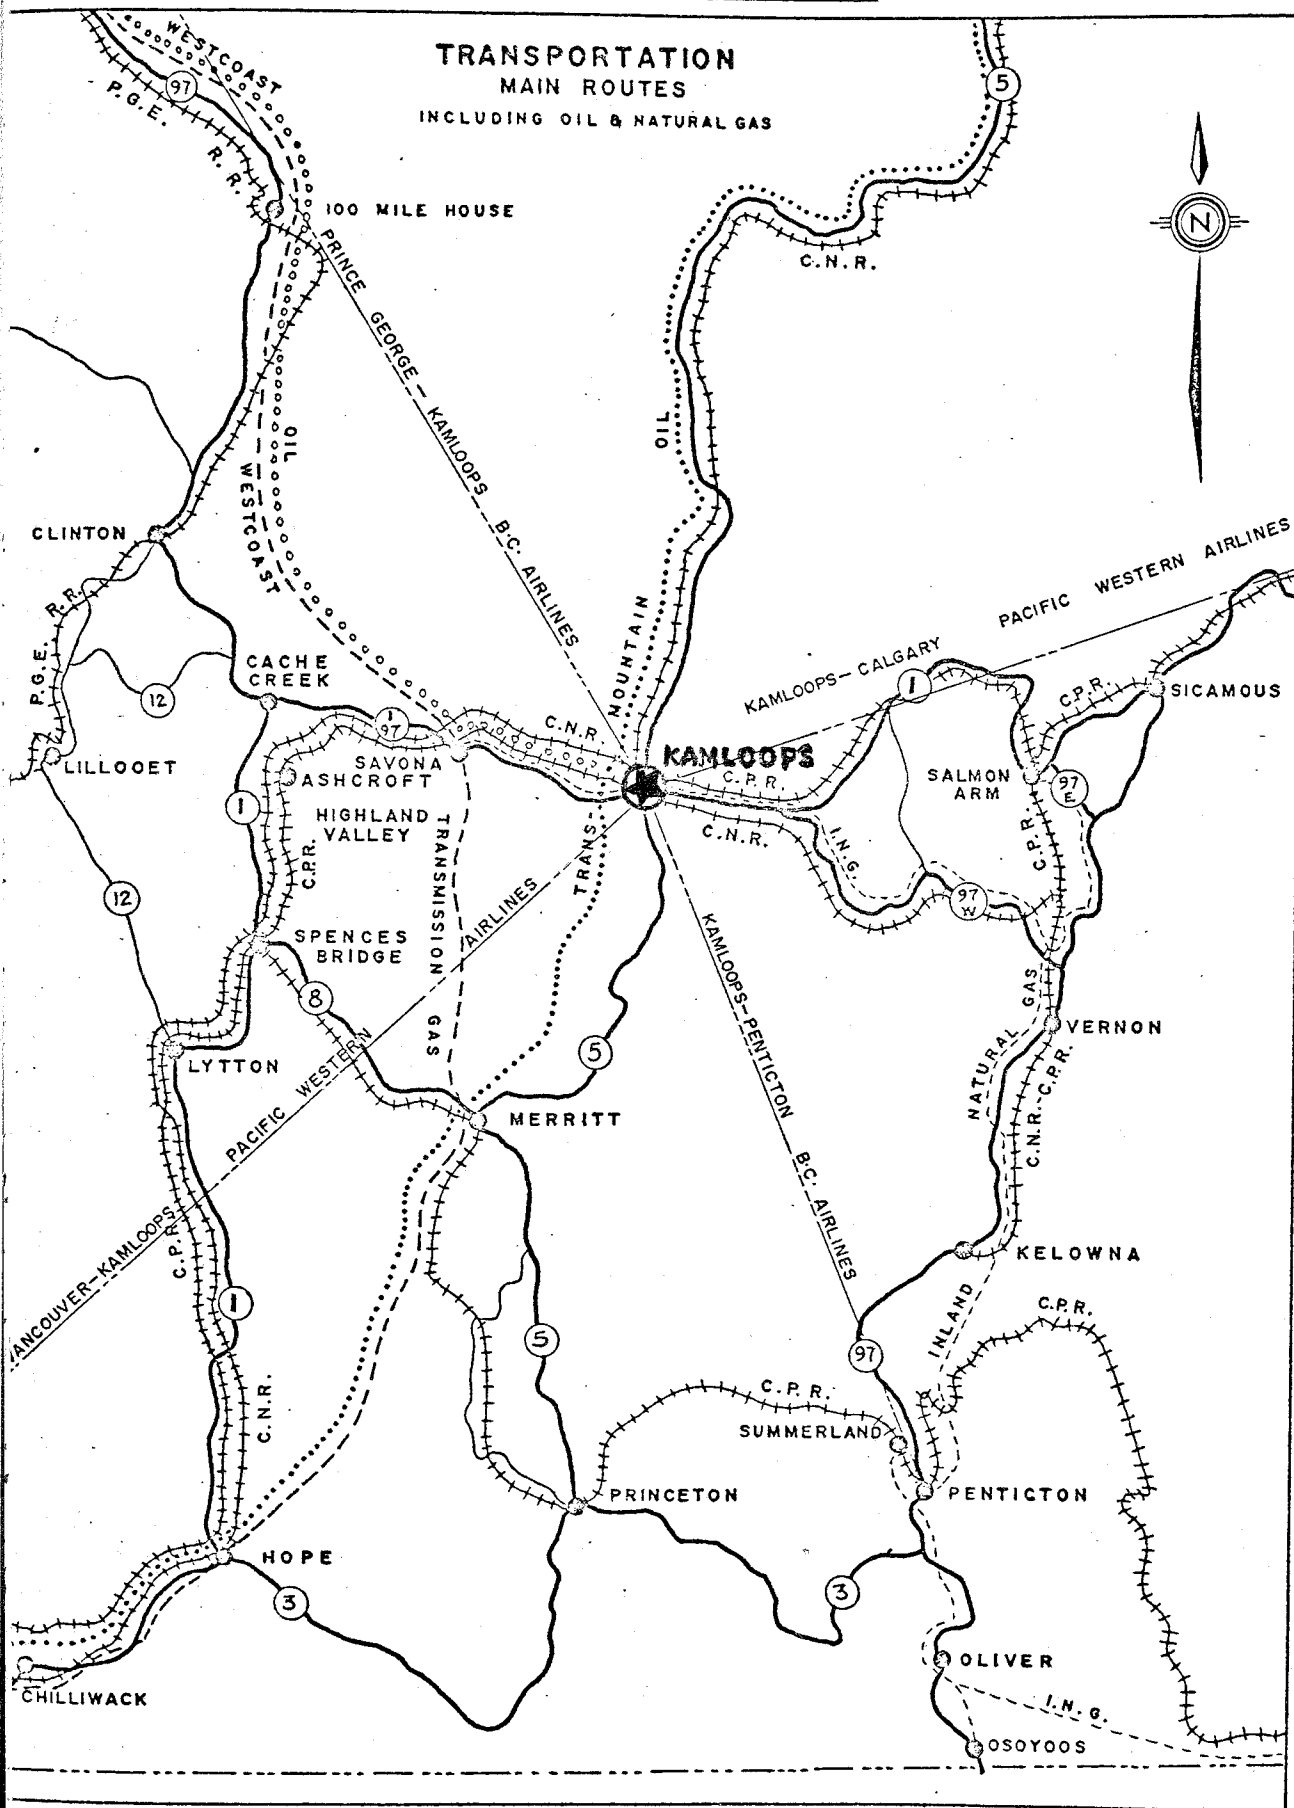 TRANSPORTATION
MAIN ROUTES
INCLUDING OIL & NATURAL GAS
WESTCOAST
97
P.G.E.
R. R.
5
N
100 MILE HOUSE
C.N.R.
PRINCE GEORGE - KAMLOOPS B.C. AIRLINES
OIL
WESTCOAST
OIL
CLINTON
PACIFIC WESTERN AIRLINES
P.G.E. R.R.
MOUNTAIN
KAMLOOPS - CALGARY
CACHE
CREEK
12
1
C.P.R.
SICAMOUS
1
97
C.N.R.
KAMLOOPS
LILLOOET
SAVONA
ASHCROFT
C.P.R.
SALMON
ARM
97
E
1
HIGHLAND
VALLEY
C.N.R.
I.N.G.
C.P.R.
C.P.R.
TRANSMISSION GAS
TRANS-
12
97
W
AIRLINES
SPENCES
BRIDGE
KAMLOOPS-PENTICTON B.C. AIRLINES
8
NATURAL GAS
VERNON
LYTTON
5
PACIFIC WESTERN
MERRITT
C.N.R.-C.P.R.
VANCOUVER-KAMLOOPS
C.P.R.
KELOWNA
1
INLAND
C.P.R.
5
97
C.N.R.
C.P.R.
SUMMERLAND
PRINCETON
PENTICTON
HOPE
3
3
OLIVER
CHILLIWACK
I.N.G.
OSOYOOS